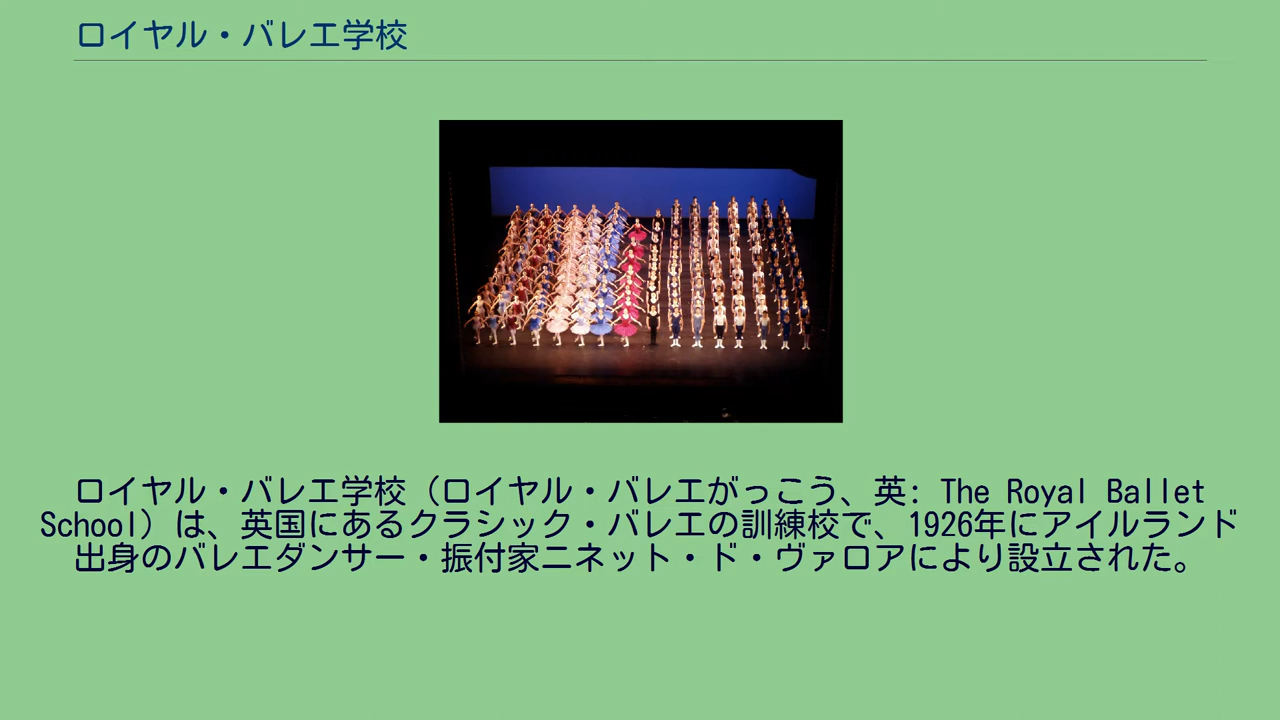 ロイヤル・バレエ学校
ロイヤル・バレエ学校（ロイヤル・バレエがっこう、英: The Royal Ballet
School）は、英国にあるクラシック・バレエの訓練校で、1926年にアイルランド
出身のバレエダンサー・振付家ニネット・ド・ヴァロアにより設立された。